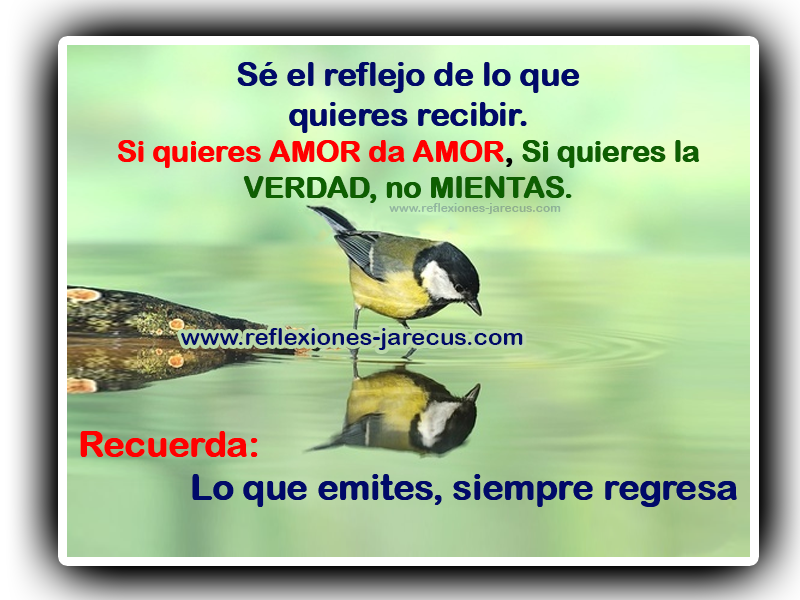 Sé el reflejo de lo que
quieres recibir.
Si quieres AMOR da AMOR, Si quieres la
VERDAD, no MIENTAS.
www.reflexiones-jarecus.com
www.reflexiones-jarecus.com
Recuerda:
Lo que emites, siempre regresa